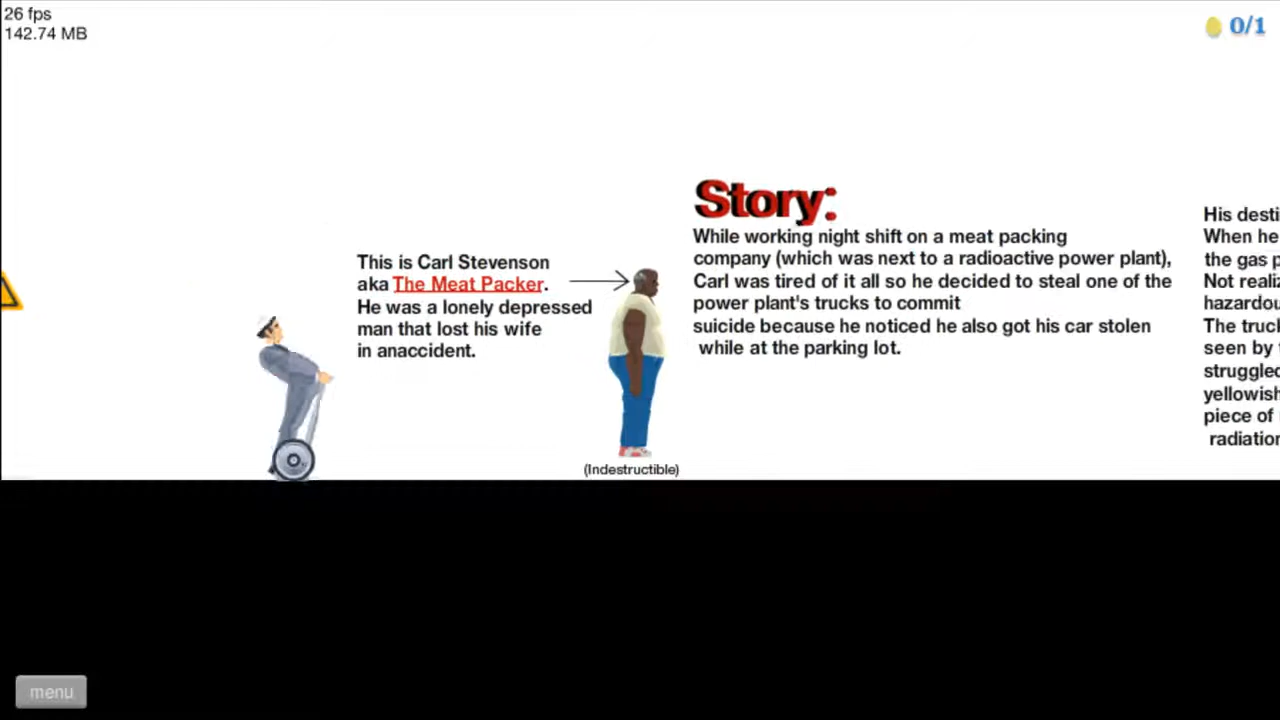 26 fps
142.74 MB
0/1
This is Carl Stevenson
aka The Meat Packer.
He was a lonely depressed
man that lost his wife
in anaccident.
(Indestructible)
Story:
While working night shift on a meat packing
company (which was next to a radioactive power plant),
Carl was tired of it all so he decided to steal one of the
power plant's trucks to commit
suicide because he noticed he also got his car stolen
while at the parking lot.
His desti
When he
the gas p
Not realiz
hazardou
The truck
seen by
struggled
yellowish
piece of
radiation
menu